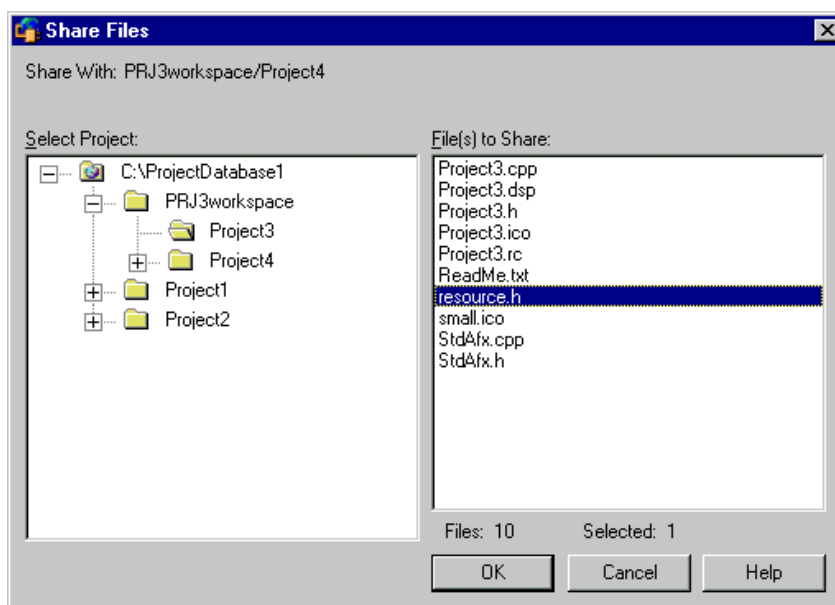 Share Files
Share With: PRJ3workspace/Project4
Select Project:
C:\ProjectDatabase1
PRJ3workspace
Project3
Project4
Project1
Project2
File(s) to Share:
Project3.cpp
Project3.dsp
Project3.h
Project3.ico
Project3.rc
ReadMe.txt
resource.h
small.ico
StdAfx.cpp
StdAfx.h
Files: 10 Selected: 1
OK Cancel Help